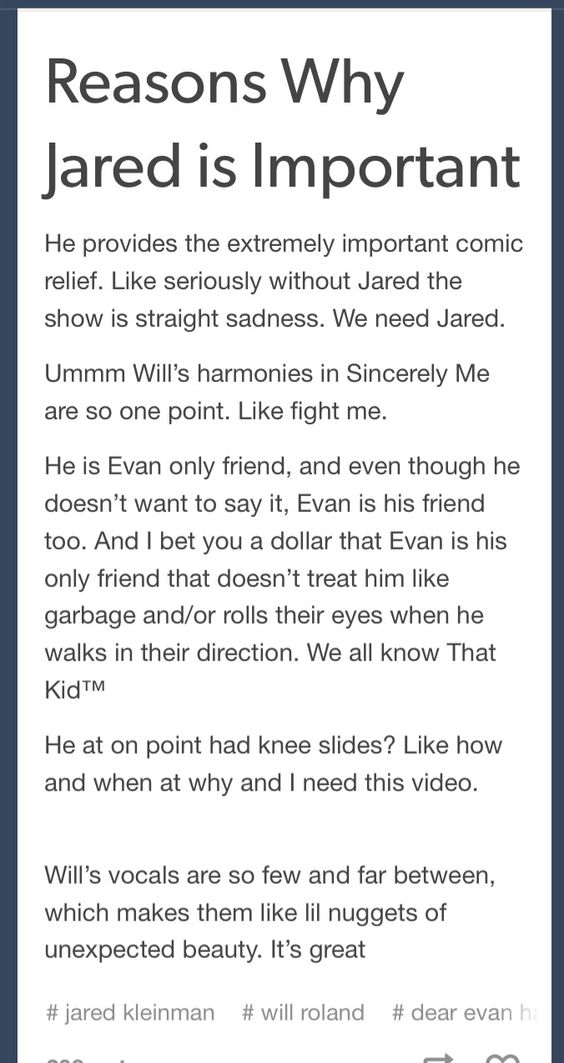 Reasons Why
Jared is Important
He provides the extremely important comic
relief. Like seriously without Jared the
show is straight sadness. We need Jared.
Ummm Will's harmonies in Sincerely Me
are so one point. Like fight me.
He is Evan only friend, and even though he
doesn't want to say it, Evan is his friend
too. And I bet you a dollar that Evan is his
only friend that doesn't treat him like
garbage and/or rolls their eyes when he
walks in their direction. We all know That
Kid™
He at on point had knee slides? Like how
and when at why and I need this video.
Will's vocals are so few and far between,
which makes them like lil nuggets of
unexpected beauty. It's great
# jared kleinman # will roland # dear evan